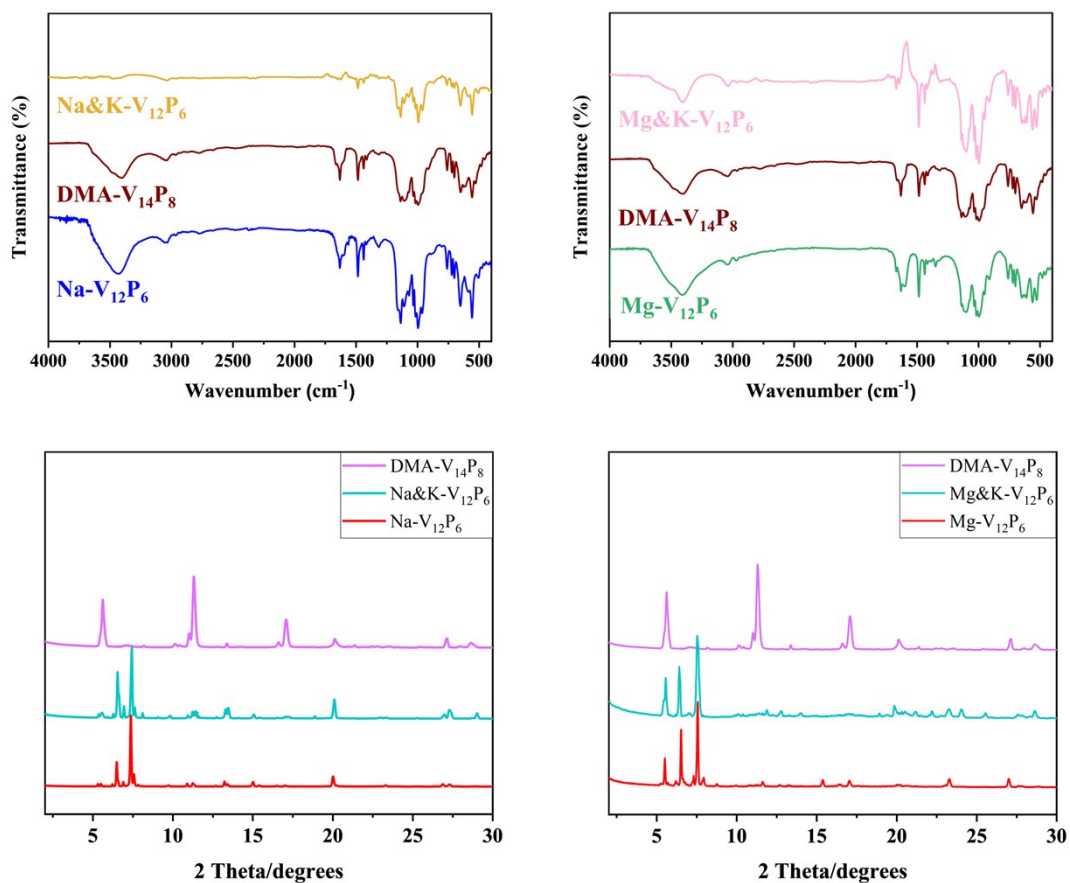 Transmittance (%)
Na&K-V₁₂P₆
DMA-V₁₄P₈
Na-V₁₂P₆
4000 3500 3000 2500 2000 1500 1000 500
Wavenumber (cm⁻¹)
Transmittance (%)
Mg&K-V₁₂P₆
DMA-V₁₄P₈
Mg-V₁₂P₆
4000 3500 3000 2500 2000 1500 1000 500
Wavenumber (cm⁻¹)
DMA-V₁₄P₈
Na&K-V₁₂P₆
Na-V₁₂P₆
5 10 15 20 25 30
2 Theta/degrees
DMA-V₁₄P₈
Mg&K-V₁₂P₆
Mg-V₁₂P₆
5 10 15 20 25 30
2 Theta/degrees